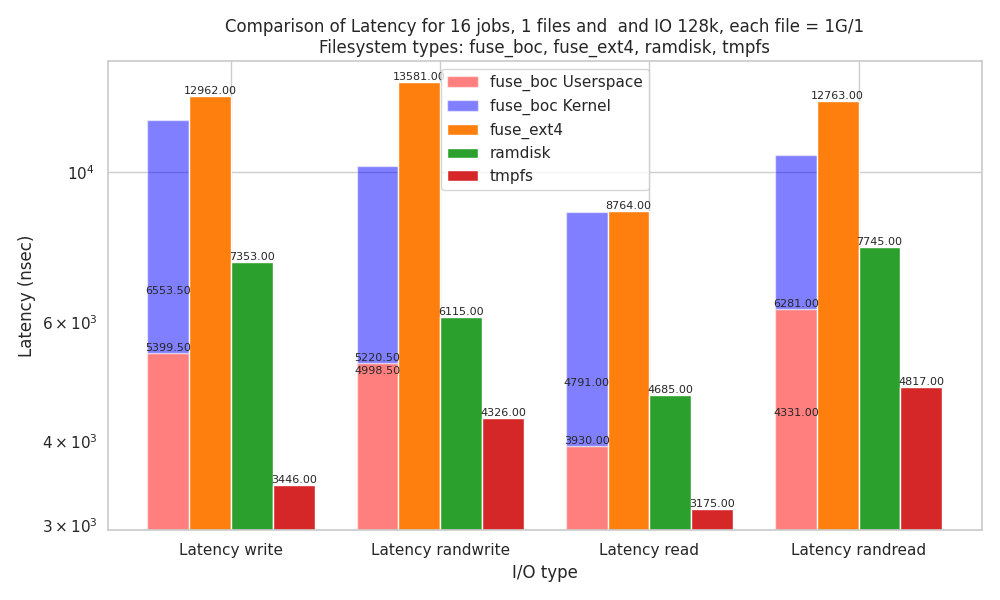 Comparison of Latency for 16 jobs, 1 files and  and IO 128k, each file = 1G/1
Filesystem types: fuse_boc, fuse_ext4, ramdisk, tmpfs
fuse_boc Userspace
fuse_boc Kernel
fuse_ext4
ramdisk
tmpfs
Latency (nsec)
10⁴
6 × 10³
4 × 10³
3 × 10³
6553.50
5399.50
12962.00
7353.00
3446.00
5220.50
4998.50
13581.00
6115.00
4326.00
4791.00
3930.00
8764.00
4685.00
3175.00
6281.00
4331.00
12763.00
7745.00
4817.00
Latency write
Latency randwrite
Latency read
Latency randread
I/O type